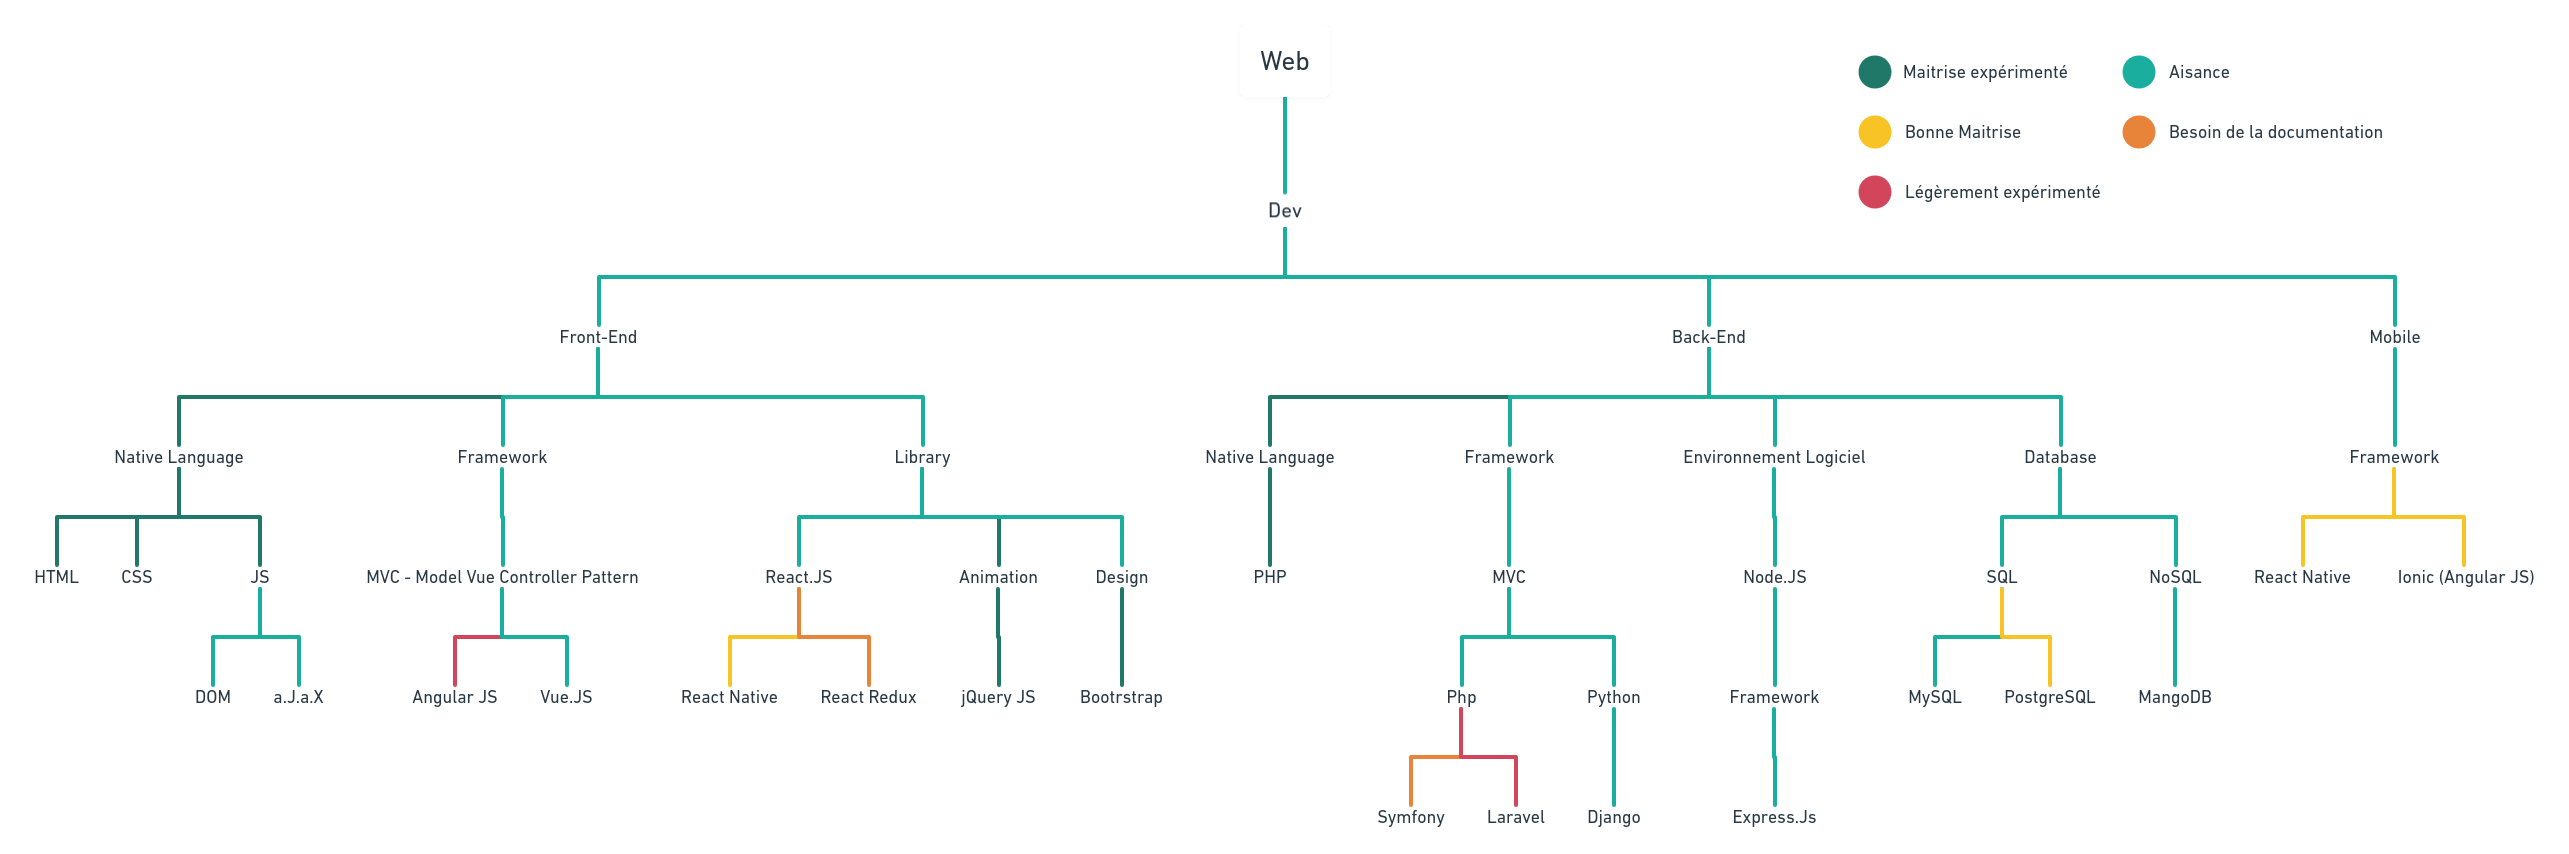 Web
Maitrise expérimenté
Aisance
Bonne Maitrise
Besoin de la documentation
Légèrement expérimenté
Dev
Front-End
Back-End
Mobile
Native Language
Framework
Library
Native Language
Framework
Environnement Logiciel
Database
Framework
HTML
CSS
JS
MVC - Model Vue Controller Pattern
React.JS
Animation
Design
PHP
MVC
Node.JS
SQL
NoSQL
React Native
Ionic (Angular JS)
DOM
a.J.a.X
Angular JS
Vue.JS
React Native
React Redux
jQuery JS
Bootrstrap
Php
Python
Framework
MySQL
PostgreSQL
MangoDB
Symfony
Laravel
Django
Express.Js